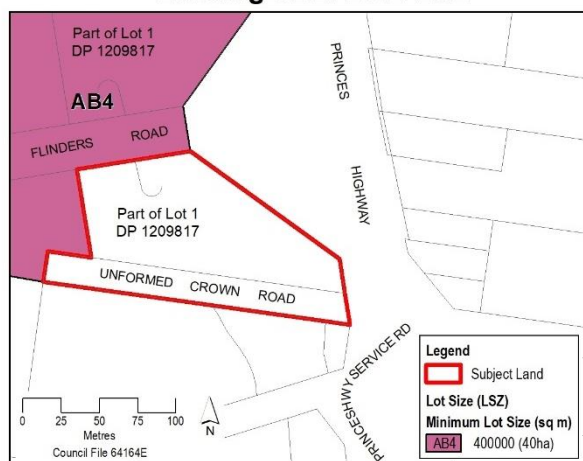 Part of Lot 1
DP 1209817
AB4
FLINDERS ROAD
PRINCES
HIGHWAY
Part of Lot 1
DP 1209817
UNFORMED CROWN ROAD
PRINCESHWY SERVICE RD
0 25 50 75 100
Metres
Council File 64164E
N
Legend
Subject Land
Lot Size (LSZ)
Minimum Lot Size (sq m)
AB4 400000 (40ha)